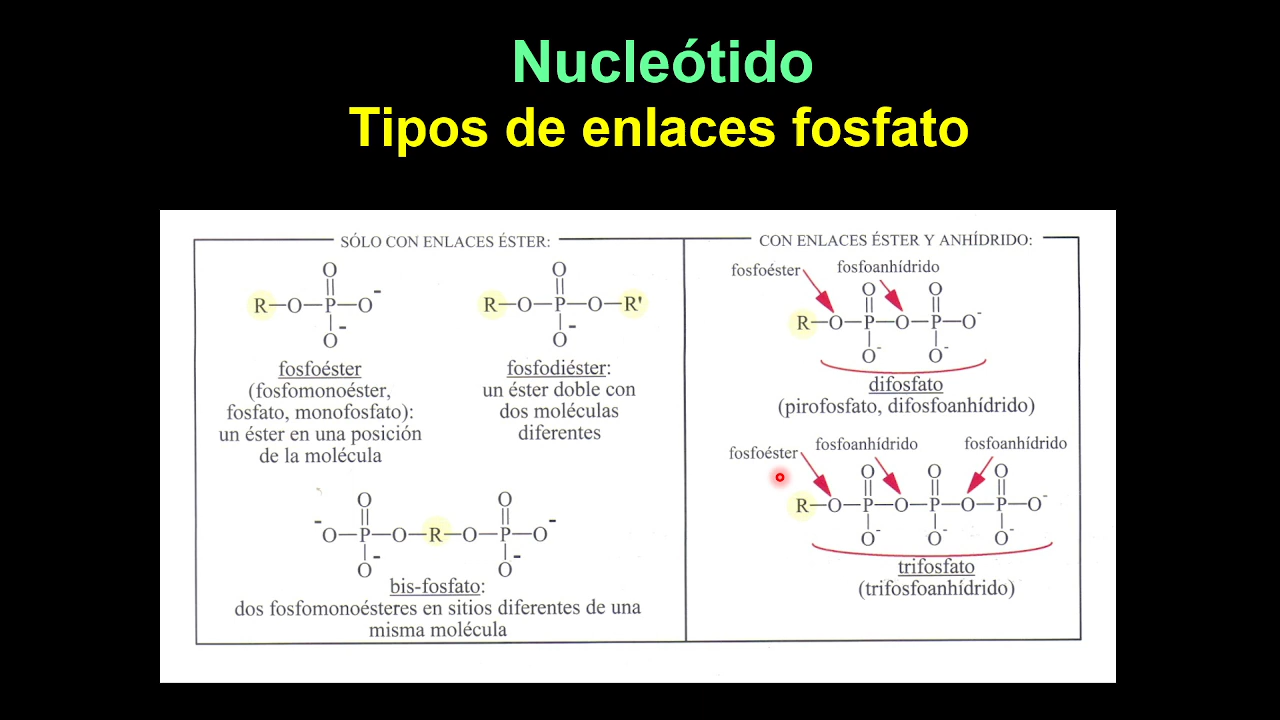 Nucleótido
Tipos de enlaces fosfato
SÓLO CON ENLACES ÉSTER:
O
||
R—O—P—O-
|-
O
fosfoéster
(fosfomonoéster,
fosfato, monofosfato):
un éster en una posición
de la molécula
O
||
R—O—P—O—R'
|-
O
fosfodiéster:
un éster doble con
dos moléculas
diferentes
O O
|| ||
-O—P—O—R—O—P—O-
|- |-
O O
bis-fosfato:
dos fosfomonoésteres en sitios diferentes de una
misma molécula
CON ENLACES ÉSTER Y ANHÍDRIDO:
fosfoéster fosfoanhídrido
O O
|| ||
R—O—P—O—P—O-
| |
O- O-
difosfato
(pirofosfato, difosfoanhídrido)
fosfoéster fosfoanhídrido fosfoanhídrido
O O O
|| || ||
R—O—P—O—P—O—P—O-
| | |
O- O- O-
trifosfato
(trifosfoanhídrido)